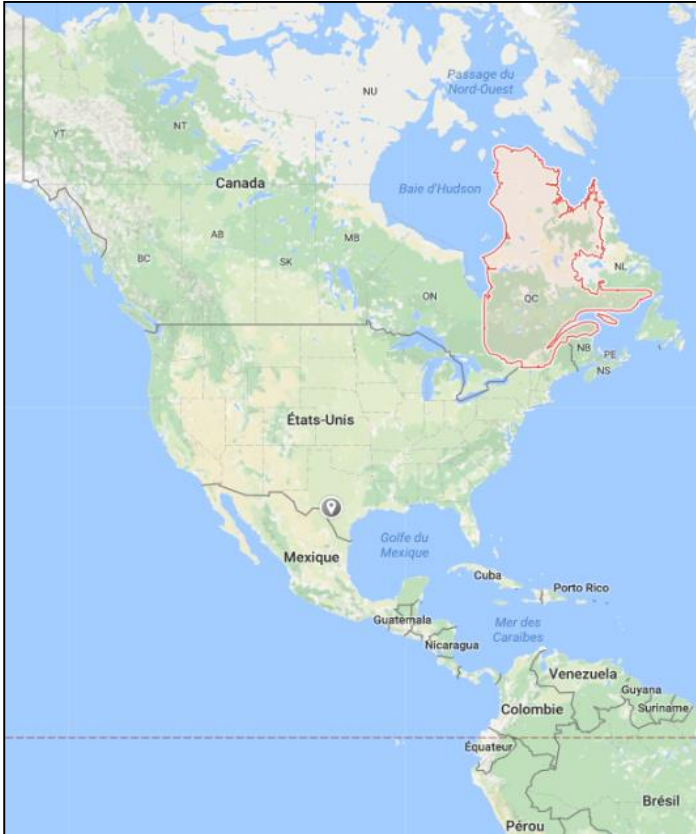 Passage du
Nord-Ouest
NU
YT
NT
Canada
Baie d'Hudson
AB
MB
BC
SK
NL
ON
QC
NB
PE
NS
États-Unis
Golfe du
Mexique
Mexique
Cuba
Porto Rico
Guatemala
Mer des
Caraïbes
Nicaragua
Venezuela
Guyana
Suriname
Colombie
Équateur
Brésil
Pérou